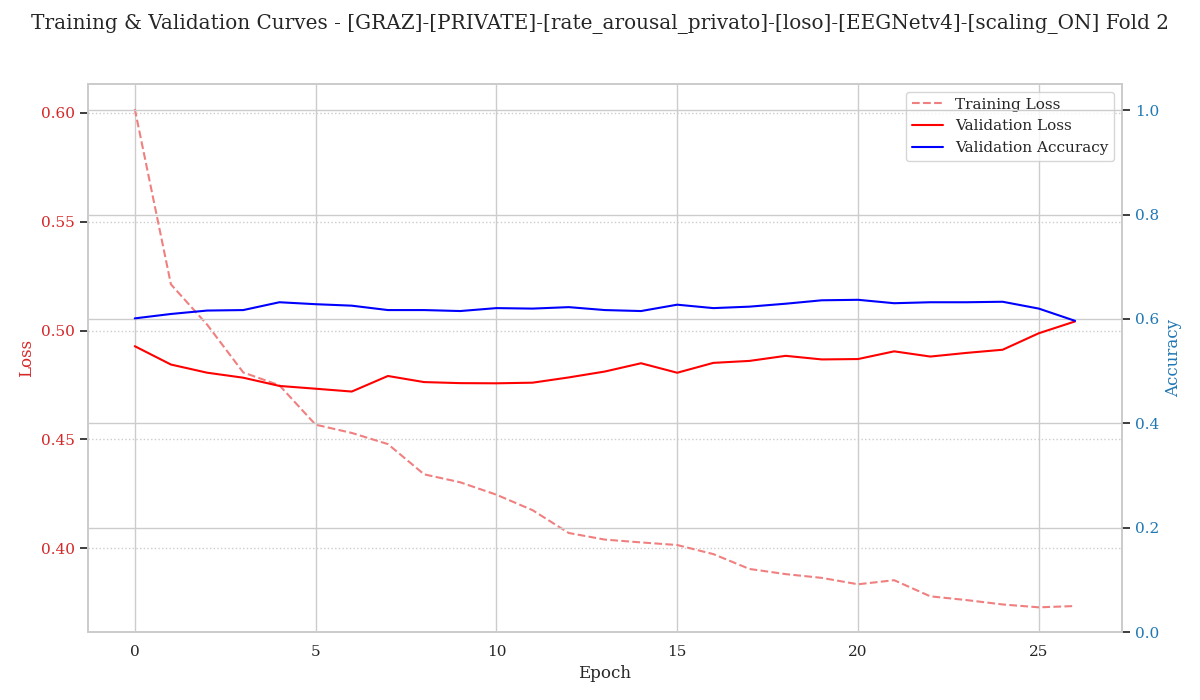 Training & Validation Curves - [GRAZ]-[PRIVATE]-[rate_arousal_privato]-[loso]-[EEGNetv4]-[scaling_ON] Fold 2
Training Loss
Validation Loss
Validation Accuracy
0.60
0.55
0.50
0.45
0.40
Loss
1.0
0.8
0.6
0.4
0.2
0.0
Accuracy
0
5
10
15
20
25
Epoch